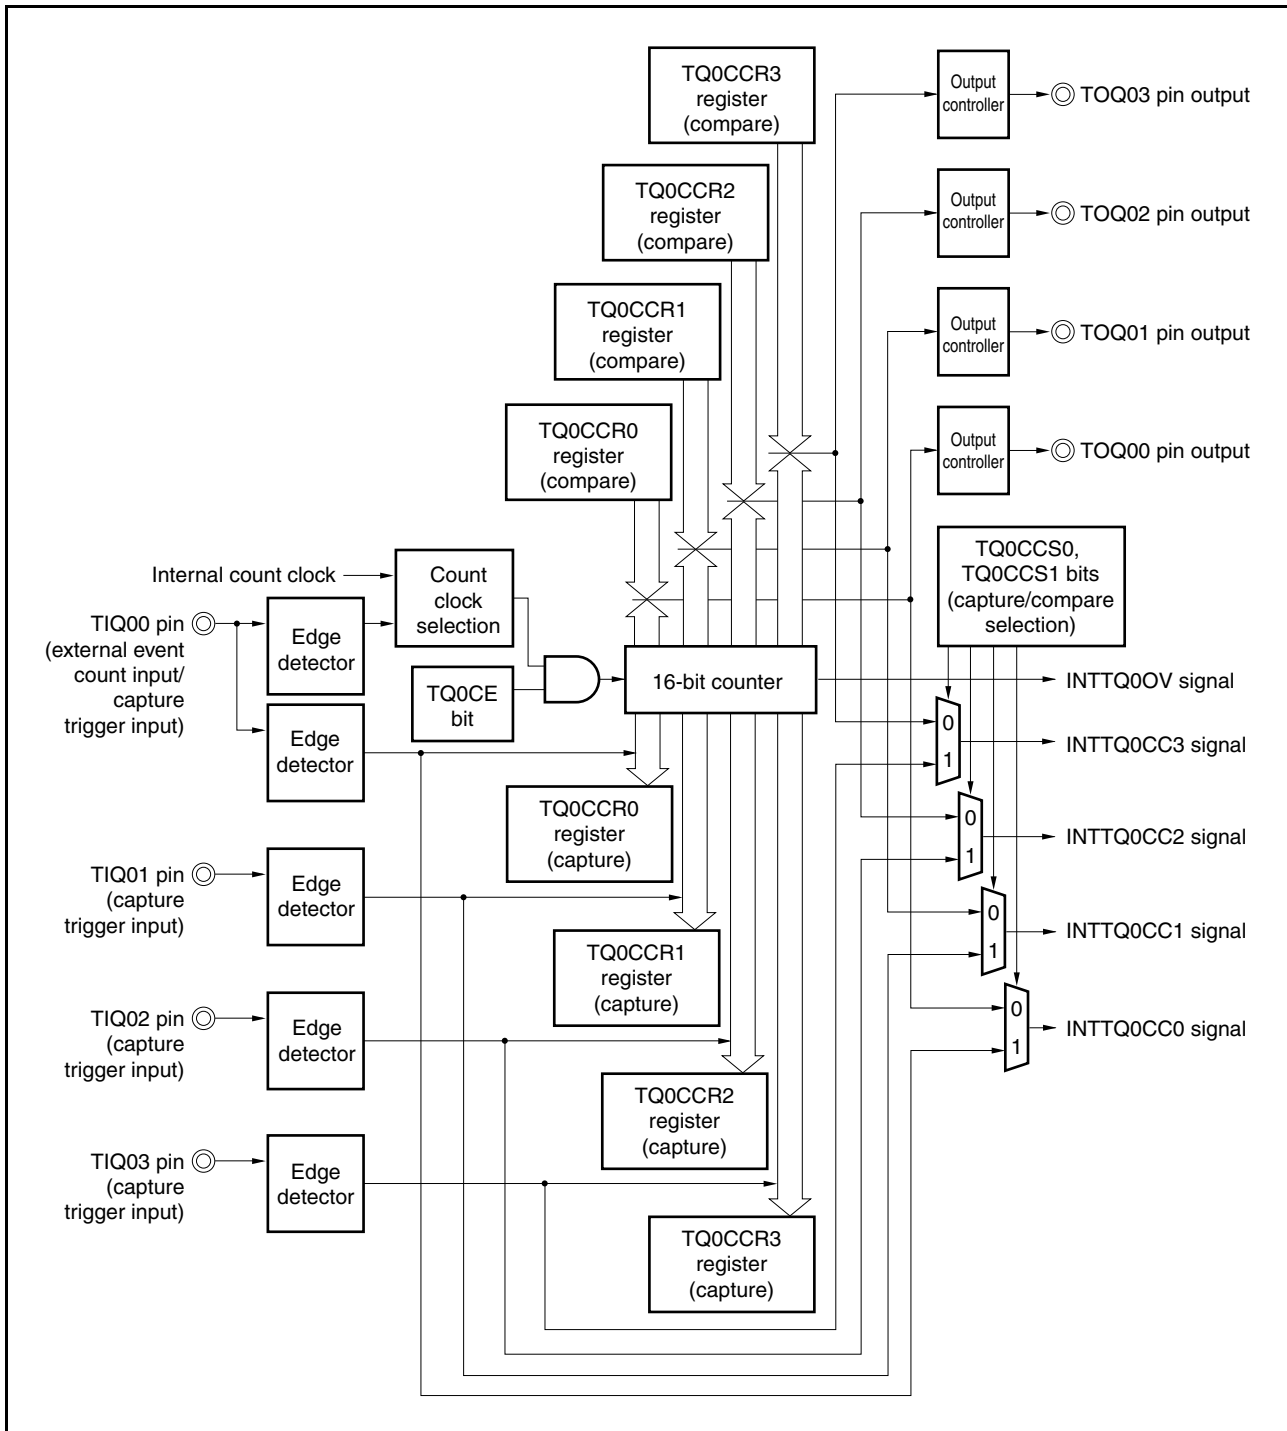 TQ0CCR3
register
(compare)
Output
controller
TOQ03 pin output
TQ0CCR2
register
(compare)
Output
controller
TOQ02 pin output
TQ0CCR1
register
(compare)
Output
controller
TOQ01 pin output
TQ0CCR0
register
(compare)
Output
controller
TOQ00 pin output
Internal count clock
Count
clock
selection
TQ0CCS0,
TQ0CCS1 bits
(capture/compare
selection)
TIQ00 pin
(external event
count input/
capture
trigger input)
Edge
detector
TQ0CE
bit
16-bit counter
INTTQ0OV signal
Edge
detector
0
1
INTTQ0CC3 signal
TQ0CCR0
register
(capture)
0
1
INTTQ0CC2 signal
TIQ01 pin
(capture
trigger input)
Edge
detector
TQ0CCR1
register
(capture)
0
1
INTTQ0CC1 signal
TIQ02 pin
(capture
trigger input)
Edge
detector
0
1
INTTQ0CC0 signal
TQ0CCR2
register
(capture)
TIQ03 pin
(capture
trigger input)
Edge
detector
TQ0CCR3
register
(capture)